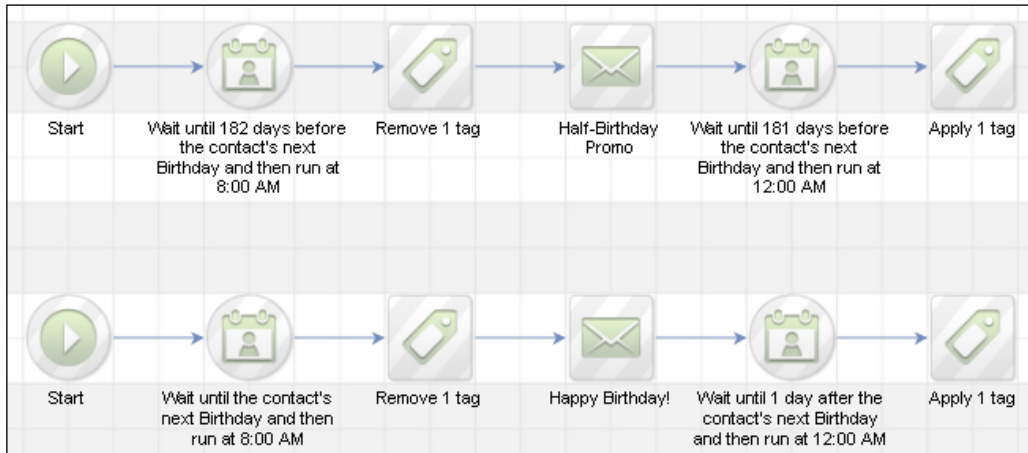 Start
Wait until 182 days before
the contact's next
Birthday and then run at
8:00 AM
Remove 1 tag
Half-Birthday
Promo
Wait until 181 days before
the contact's next
Birthday and then run at
12:00 AM
Apply 1 tag
Start
Wait until the contact's
next Birthday and then
run at 8:00 AM
Remove 1 tag
Happy Birthday!
Wait until 1 day after the
contact's next Birthday
and then run at 12:00 AM
Apply 1 tag